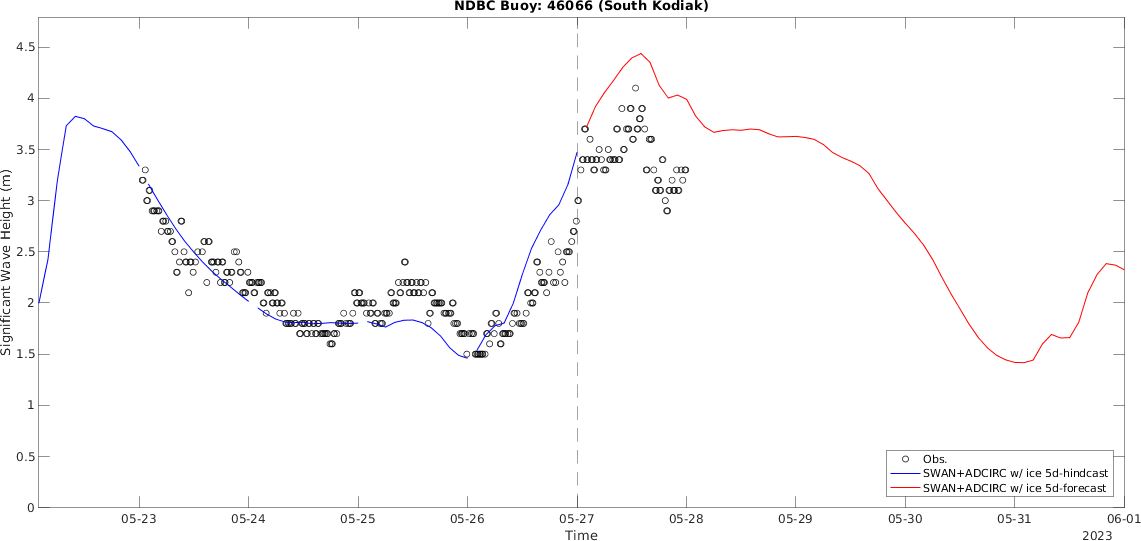 NDBC Buoy: 46066 (South Kodiak)
Significant Wave Height (m)
4.5
4
3.5
3
2.5
2
1.5
1
0.5
0
05-23 05-24 05-25 05-26 05-27 05-28 05-29 05-30 05-31 06-01
Time
2023
Obs.
SWAN+ADCIRC w/ ice 5d-hindcast
SWAN+ADCIRC w/ ice 5d-forecast